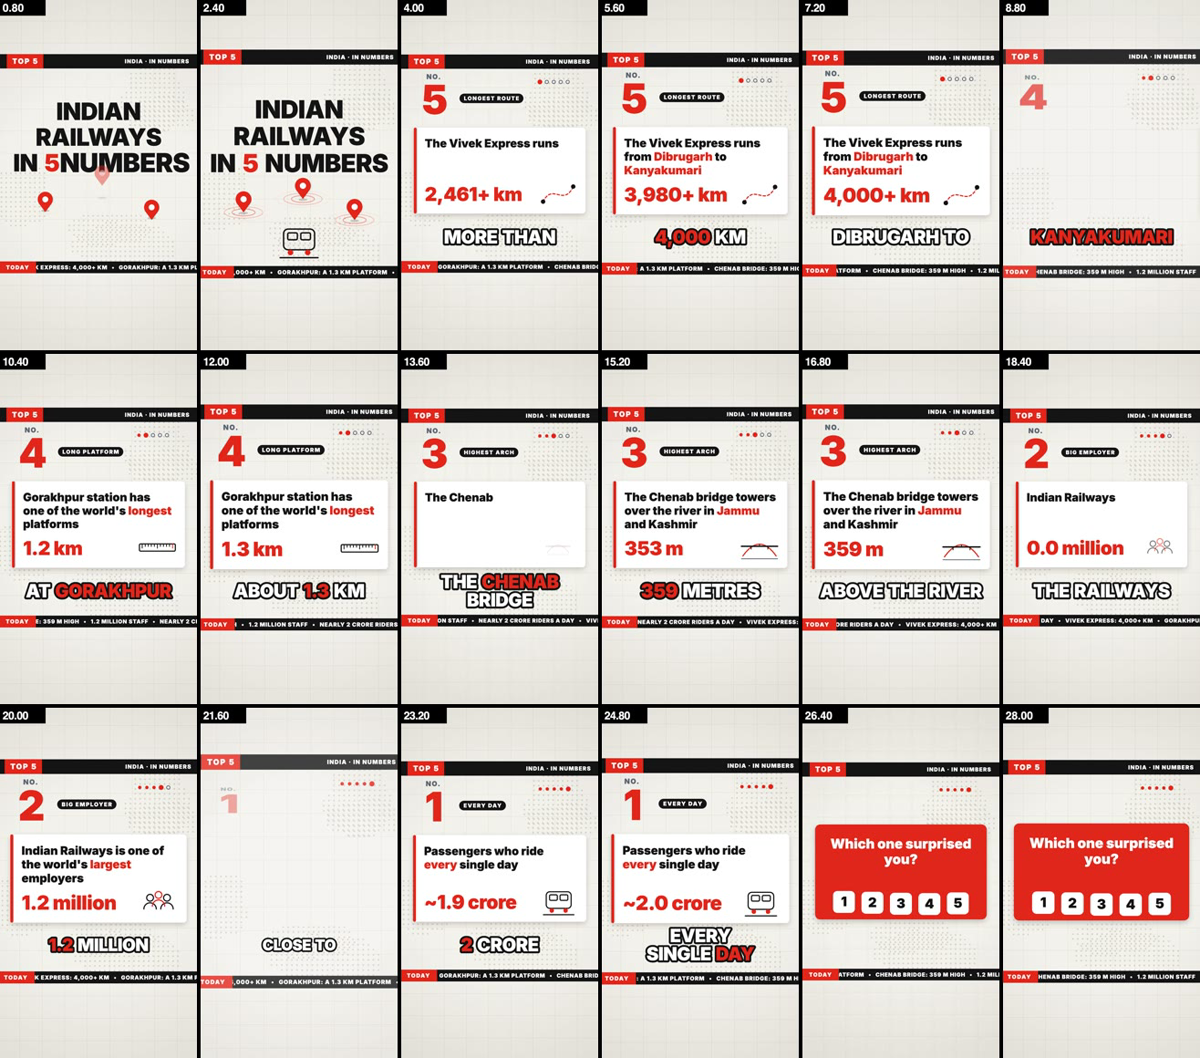 0.80
TOP 5
INDIA · IN NUMBERS
INDIAN
RAILWAYS
IN 5NUMBERS
TODAY
EXPRESS: 4,000+ KM • GORAKHPUR: A 1.3 KM
2.40
TOP 5
INDIA · IN NUMBERS
INDIAN
RAILWAYS
IN 5 NUMBERS
TODAY
,000+ KM • GORAKHPUR: A 1.3 KM PLATFORM •
4.00
TOP 5
INDIA · IN NUMBERS
NO.
5
LONGEST ROUTE
The Vivek Express runs
2,461+ km
MORE THAN
TODAY
GORAKHPUR: A 1.3 KM PLATFORM • CHENAB
5.60
TOP 5
INDIA · IN NUMBERS
NO.
5
LONGEST ROUTE
The Vivek Express runs
from Dibrugarh to
Kanyakumari
3,980+ km
4,000 KM
TODAY
A 1.3 KM PLATFORM • CHENAB BRIDGE: 359 M
7.20
TOP 5
INDIA · IN NUMBERS
NO.
5
LONGEST ROUTE
The Vivek Express runs
from Dibrugarh to
Kanyakumari
4,000+ km
DIBRUGARH TO
TODAY
TFORM • CHENAB BRIDGE: 359 M HIGH • 1.2 MIL
8.80
TOP 5
INDIA · IN NUMBERS
NO.
4
KANYAKUMARI
TODAY
HENAB BRIDGE: 359 M HIGH • 1.2 MILLION STAFF
10.40
TOP 5
INDIA · IN NUMBERS
NO.
4
LONG PLATFORM
Gorakhpur station has
one of the world's longest
platforms
1.2 km
AT GORAKHPUR
TODAY
E: 359 M HIGH • 1.2 MILLION STAFF • NEARLY 2
12.00
TOP 5
INDIA · IN NUMBERS
NO.
4
LONG PLATFORM
Gorakhpur station has
one of the world's longest
platforms
1.3 km
ABOUT 1.3 KM
TODAY
• 1.2 MILLION STAFF • NEARLY 2 CRORE RIDERS
13.60
TOP 5
INDIA · IN NUMBERS
NO.
3
HIGHEST ARCH
The Chenab
THE CHENAB
BRIDGE
TODAY
ON STAFF • NEARLY 2 CRORE RIDERS A DAY •
15.20
TOP 5
INDIA · IN NUMBERS
NO.
3
HIGHEST ARCH
The Chenab bridge towers
over the river in Jammu
and Kashmir
353 m
359 METRES
TODAY
NEARLY 2 CRORE RIDERS A DAY • VIVEK EXPRESS:
16.80
TOP 5
INDIA · IN NUMBERS
NO.
3
HIGHEST ARCH
The Chenab bridge towers
over the river in Jammu
and Kashmir
359 m
ABOVE THE RIVER
TODAY
ORE RIDERS A DAY • VIVEK EXPRESS: 4,000+ KM
18.40
TOP 5
INDIA · IN NUMBERS
NO.
2
BIG EMPLOYER
Indian Railways
0.0 million
THE RAILWAYS
TODAY
DAY • VIVEK EXPRESS: 4,000+ KM • GORAKHPU
20.00
TOP 5
INDIA · IN NUMBERS
NO.
2
BIG EMPLOYER
Indian Railways is one of
the world's largest
employers
1.2 million
1.2 MILLION
TODAY
K EXPRESS: 4,000+ KM • GORAKHPUR: A 1.3 KM
21.60
TOP 5
INDIA · IN NUMBERS
NO.
1
CLOSE TO
TODAY
,000+ KM • GORAKHPUR: A 1.3 KM PLATFORM •
23.20
TOP 5
INDIA · IN NUMBERS
NO.
1
EVERY DAY
Passengers who ride
every single day
~1.9 crore
2 CRORE
TODAY
GORAKHPUR: A 1.3 KM PLATFORM • CHENAB
24.80
TOP 5
INDIA · IN NUMBERS
NO.
1
EVERY DAY
Passengers who ride
every single day
~2.0 crore
EVERY
SINGLE DAY
TODAY
A 1.3 KM PLATFORM • CHENAB BRIDGE: 359 M
26.40
TOP 5
INDIA · IN NUMBERS
Which one surprised
you?
1 2 3 4 5
TODAY
ATFORM • CHENAB BRIDGE: 359 M HIGH • 1.2 MIL
28.00
TOP 5
INDIA · IN NUMBERS
Which one surprised
you?
1 2 3 4 5
TODAY
HENAB BRIDGE: 359 M HIGH • 1.2 MILLION STAFF